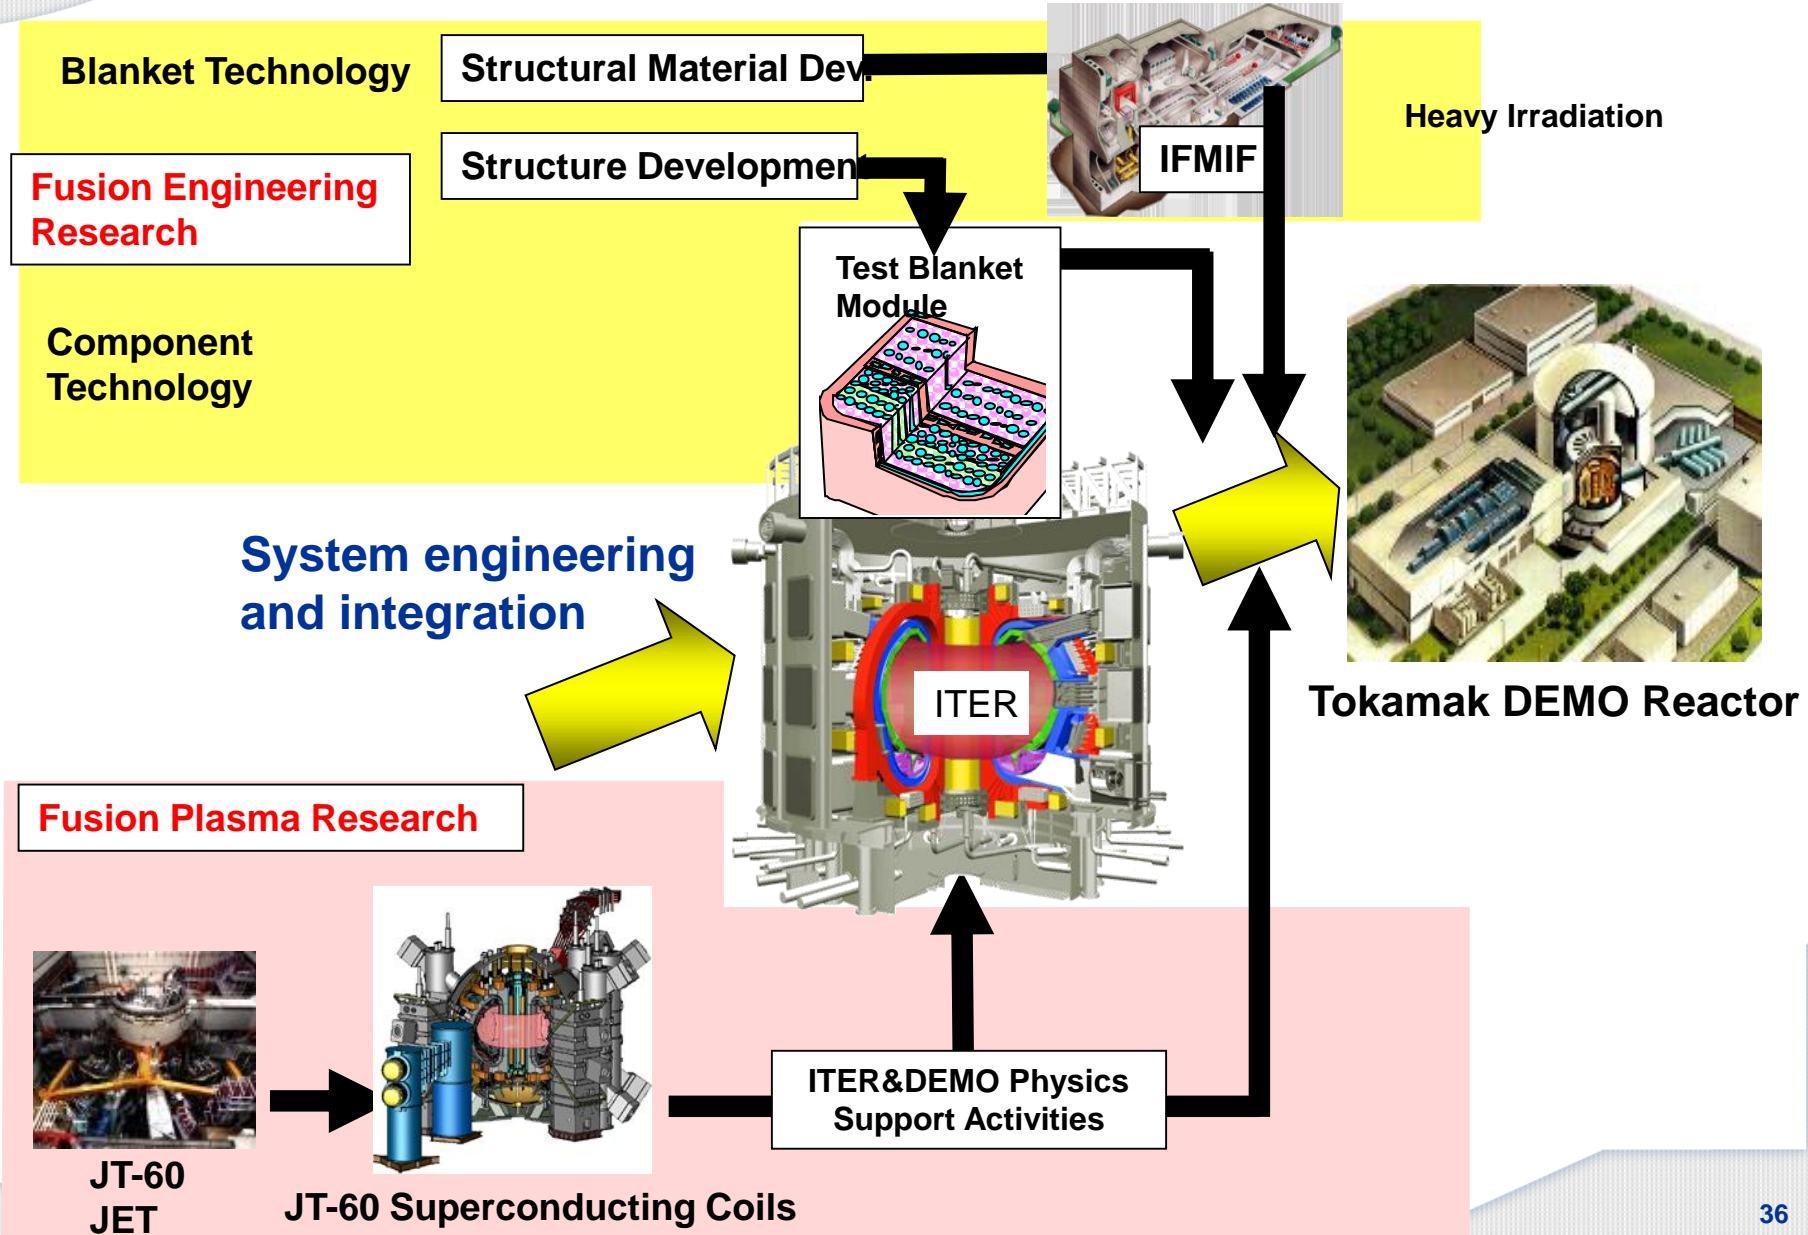 Blanket Technology
Structural Material Dev.
Heavy Irradiation
Structure Developmen
IFMIF
Fusion Engineering
Research
Test Blanket
Module
Component
Technology
System engineering
and integration
ITER
Tokamak DEMO Reactor
Fusion Plasma Research
ITER&DEMO Physics
Support Activities
JT-60
JET
JT-60 Superconducting Coils
36